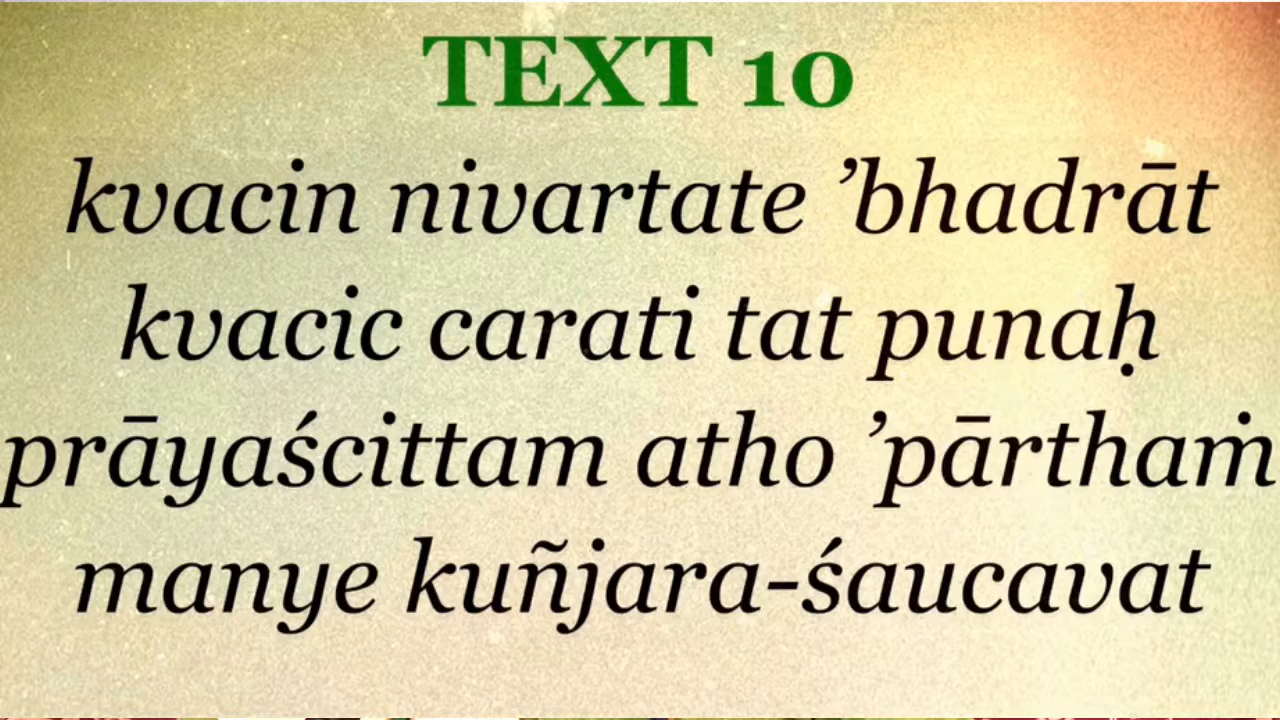 TEXT 10
kvacin nivartate ’bhadrāt
kvacic carati tat punaḥ
prāyaścittam atho ’pārthaṁ
manye kuñjara-śaucavat